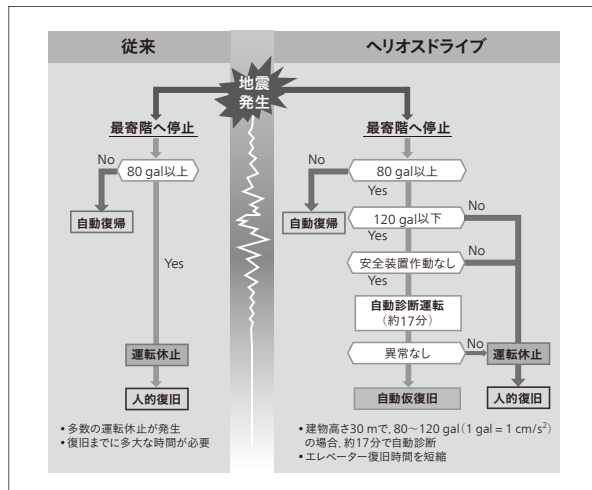 従来
ヘリオスドライブ
地震
発生
最寄階へ停止
No
80 gal以上
自動復帰
Yes
運転休止
人的復旧
• 多数の運転休止が発生
• 復旧までに多大な時間が必要
最寄階へ停止
No
80 gal以上
Yes
自動復帰
No
120 gal以下
Yes
No
安全装置作動なし
Yes
自動診断運転
（約17分）
No
異常なし
運転休止
自動仮復旧
人的復旧
• 建物高さ30 mで，80～120 gal（1 gal = 1 cm/s²）
の場合，約17分で自動診断
• エレベーター復旧時間を短縮